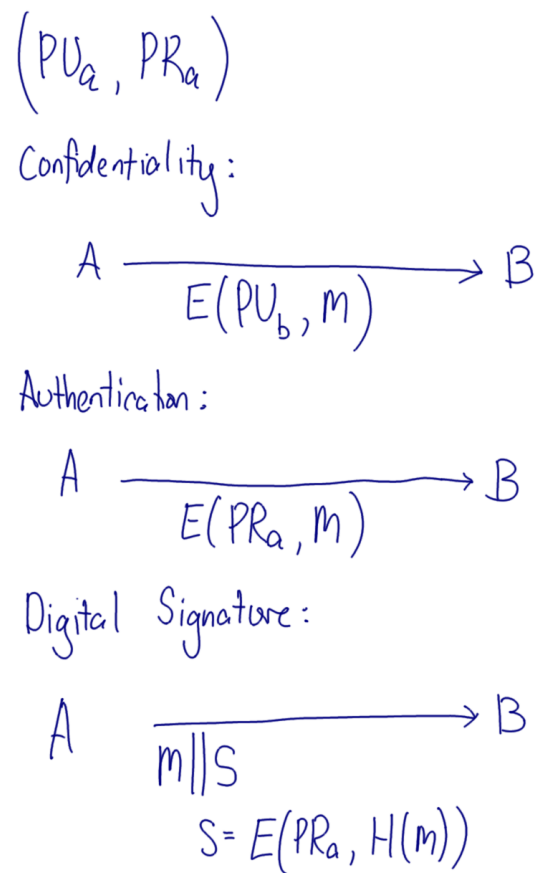 (PUa, PRa)
Confidentiality:
A B
E(PUb, m)
Authentication:
A B
E(PRa, m)
Digital Signature:
A B
m||S
S= E(PRa, H(m))